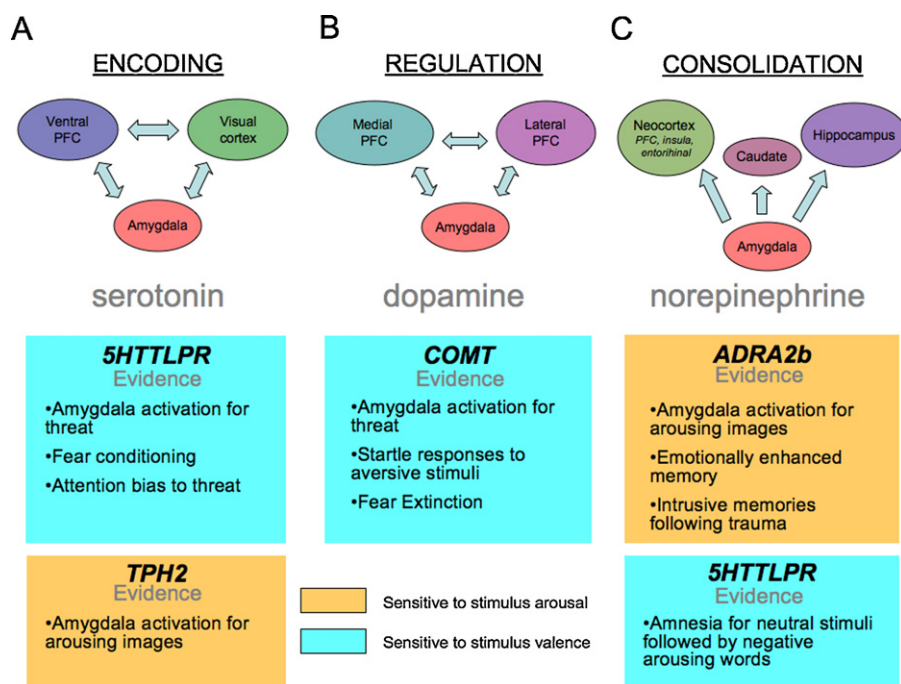 A
ENCODING
Ventral
PFC
Visual
cortex
Amygdala
serotonin
5HTTLPR
Evidence
•Amygdala activation for
threat
•Fear conditioning
•Attention bias to threat
TPH2
Evidence
•Amygdala activation for
arousing images
B
REGULATION
Medial
PFC
Lateral
PFC
Amygdala
dopamine
COMT
Evidence
•Amygdala activation for
threat
•Startle responses to
aversive stimuli
•Fear Extinction
Sensitive to stimulus arousal
Sensitive to stimulus valence
C
CONSOLIDATION
Neocortex
PFC, insula,
entorihinal
Caudate
Hippocampus
Amygdala
norepinephrine
ADRA2b
Evidence
•Amygdala activation for
arousing images
•Emotionally enhanced
memory
•Intrusive memories
following trauma
5HTTLPR
Evidence
•Amnesia for neutral stimuli
followed by negative
arousing words